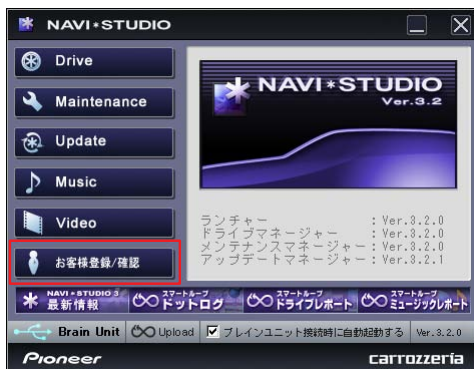 NAVI*STUDIO
Drive
Maintenance
Update
Music
Video
お客様登録/確認
NAVI*STUDIO
Ver.3.2
ランチャー : Ver.3.2.0
ドライブマネージャー : Ver.3.2.0
メンテナンスマネージャー : Ver.3.2.0
アップデートマネージャー : Ver.3.2.1
NAVI*STUDIO 3
最新情報
スマートループ
ドットログ
スマートループ
ドライブレポート
スマートループ
ミュージックレポート
Brain Unit
Upload
ブレインユニット接続時に自動起動する
Ver.3.2.0
Pioneer
carrozzeria